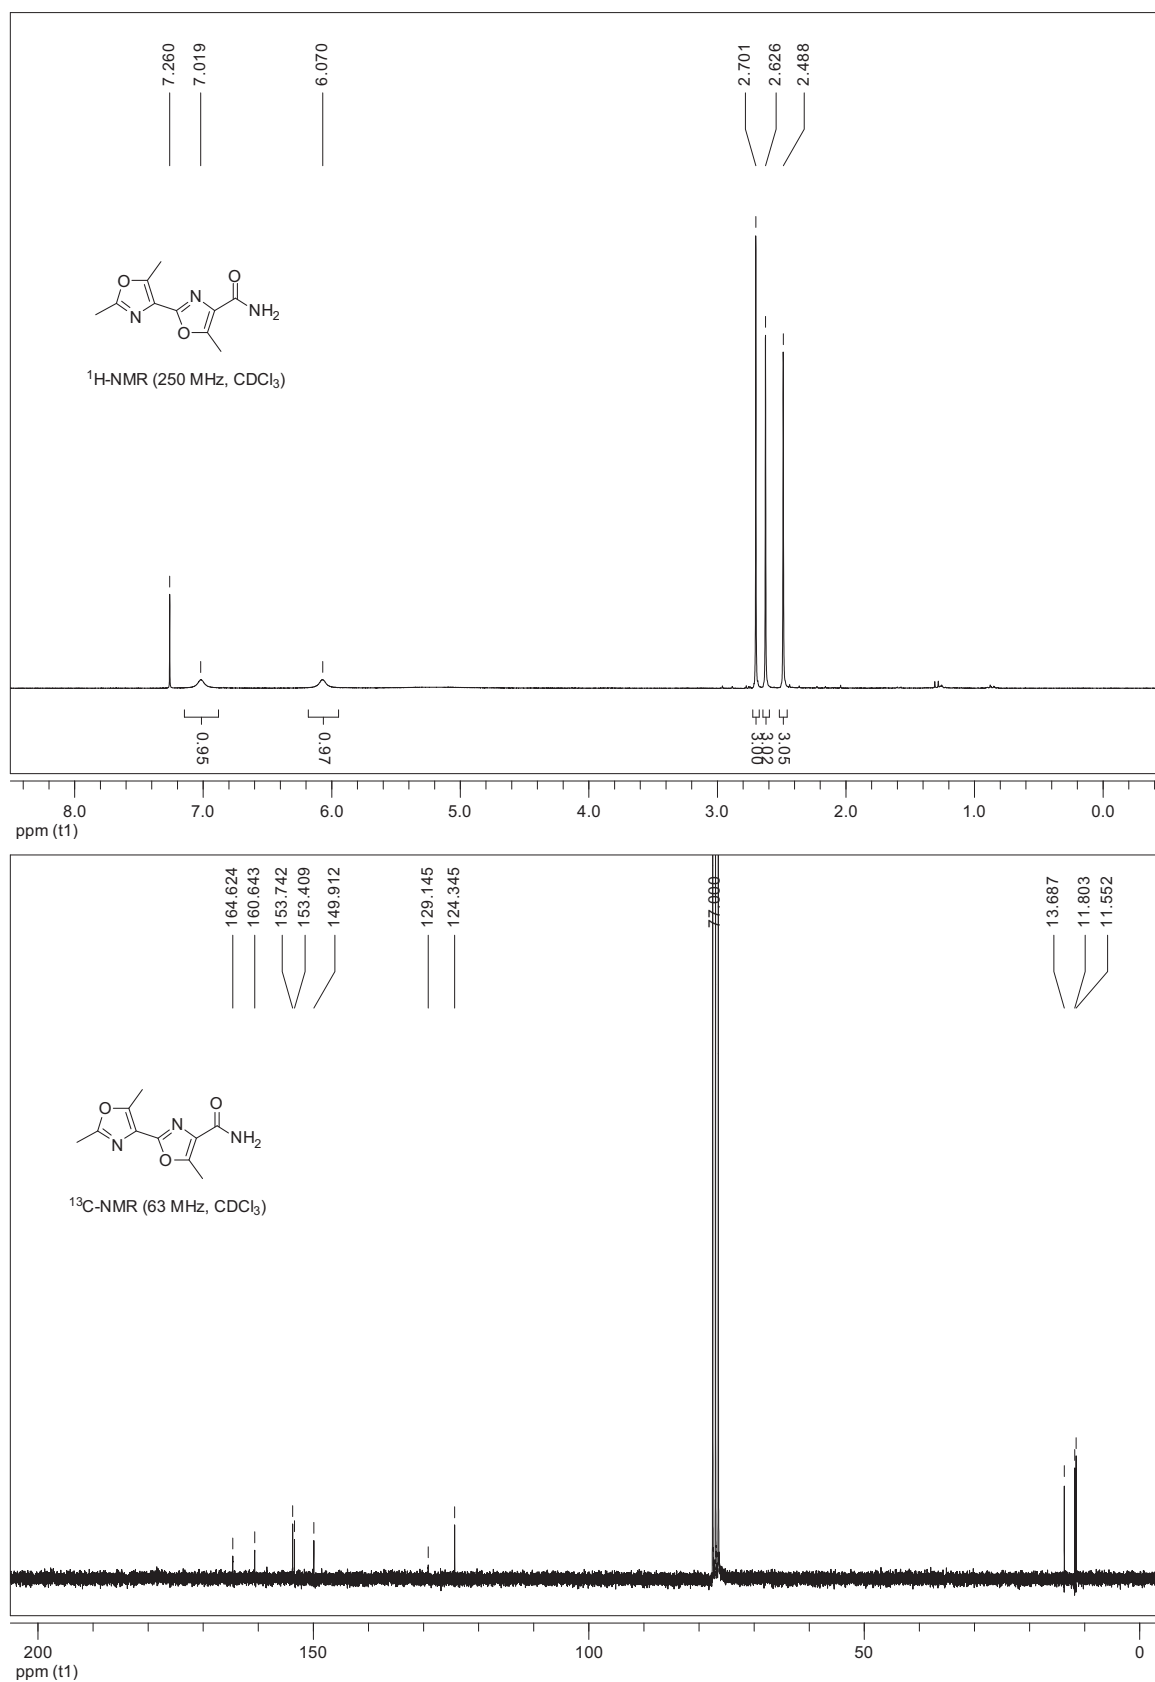 7.260
7.019
6.070
2.701
2.626
2.488
O
N
N
O
O
NH2
1H-NMR (250 MHz, CDCl3)
0.95
0.97
3.00
3.02
3.05
8.0 7.0 6.0 5.0 4.0 3.0 2.0 1.0 0.0
ppm (t1)
164.624
160.643
153.742
153.409
149.912
129.145
124.345
77.000
13.687
11.803
11.552
O
N
N
O
O
NH2
13C-NMR (63 MHz, CDCl3)
200 150 100 50 0
ppm (t1)